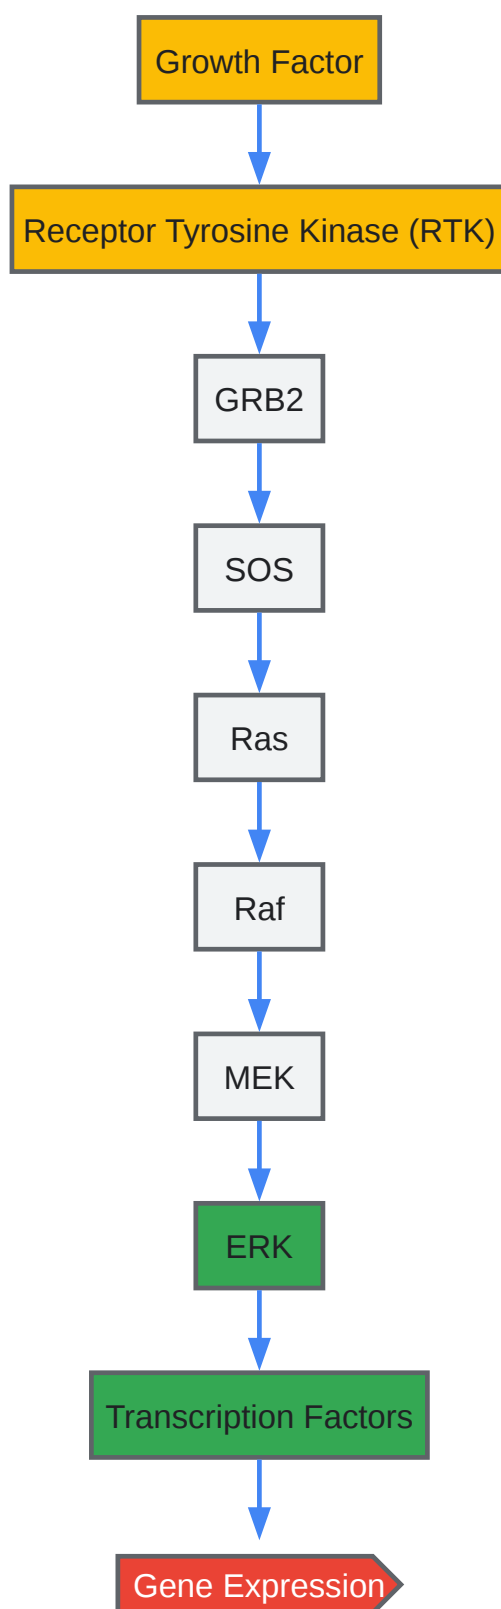 Growth Factor
Receptor Tyrosine Kinase (RTK)
GRB2
SOS
Ras
Raf
MEK
ERK
Transcription Factors
Gene Expression